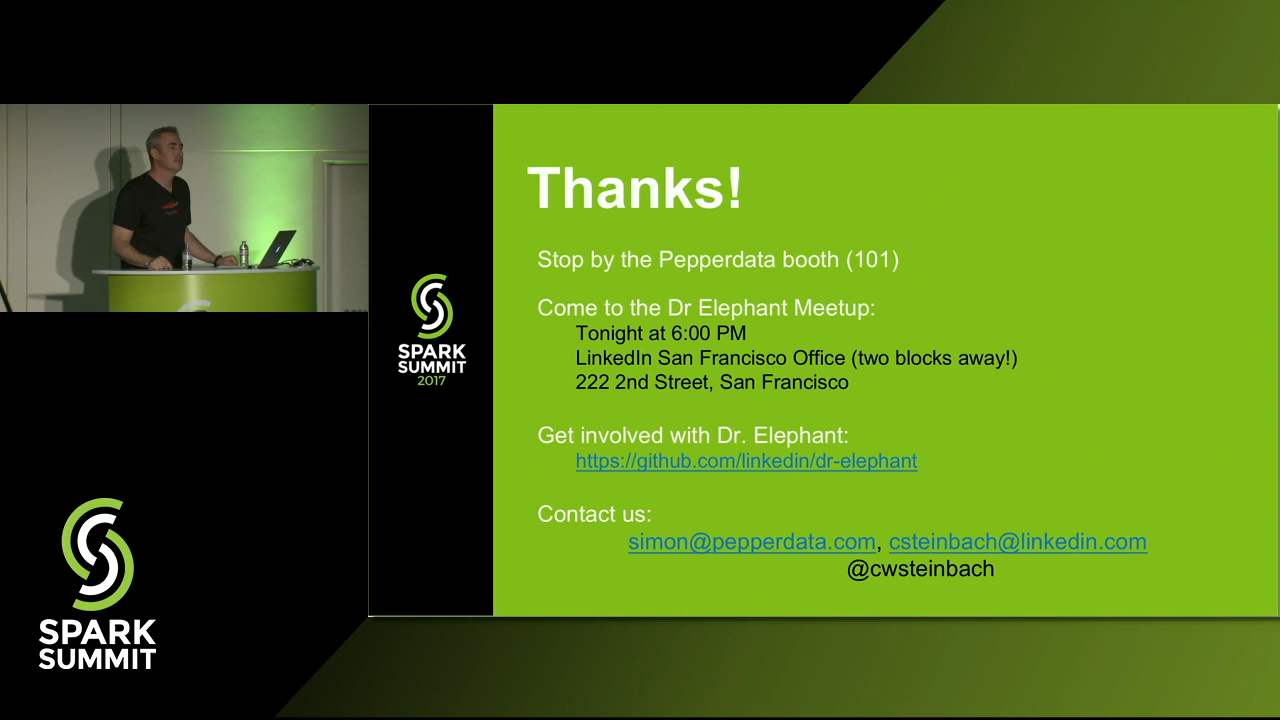 Thanks!
Stop by the Pepperdata booth (101)
Come to the Dr Elephant Meetup:
Tonight at 6:00 PM
LinkedIn San Francisco Office (two blocks away!)
222 2nd Street, San Francisco
Get involved with Dr. Elephant:
https://github.com/linkedin/dr-elephant
Contact us:
simon@pepperdata.com, csteinbach@linkedin.com
@cwsteinbach
SPARK
SUMMIT
2017
SPARK
SUMMIT